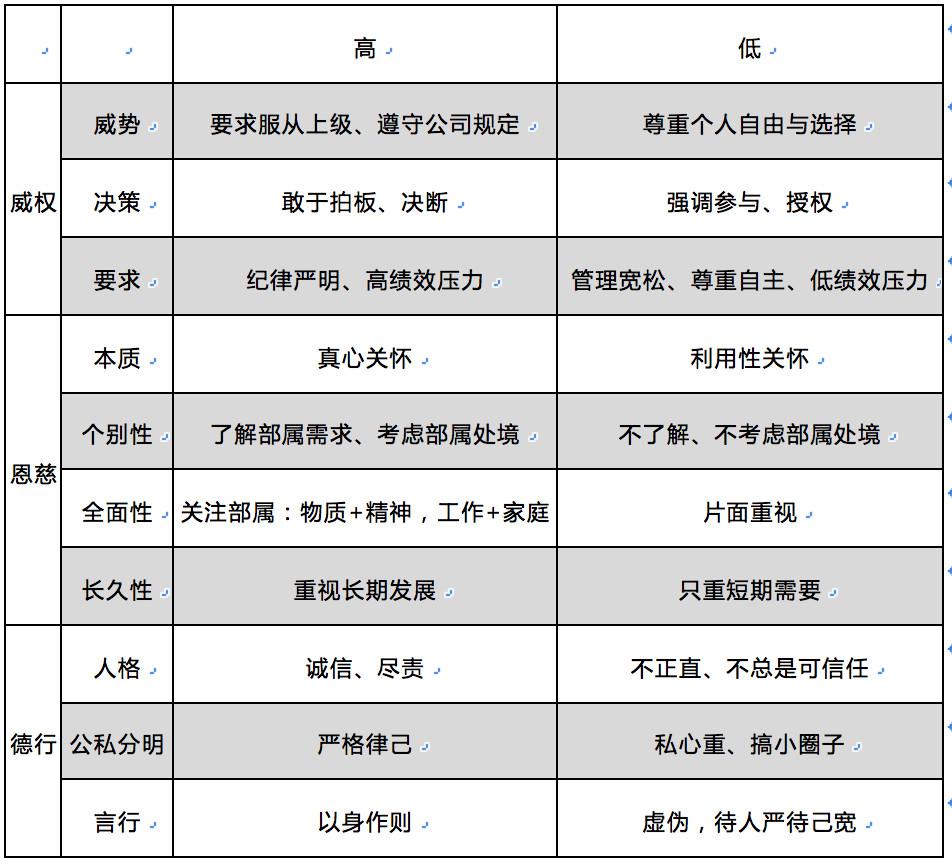 高 低
威权
威势 要求服从上级、遵守公司规定 尊重个人自由与选择
决策 敢于拍板、决断 强调参与、授权
要求 纪律严明、高绩效压力 管理宽松、尊重自主、低绩效压力
恩慈
本质 真心关怀 利用性关怀
个别性 了解部属需求、考虑部属处境 不了解、不考虑部属处境
全面性 关注部属：物质+精神，工作+家庭 片面重视
长久性 重视长期发展 只重短期需要
德行
人格 诚信、尽责 不正直、不总是可信任
公私分明 严格律己 私心重、搞小圈子
言行 以身作则 虚伪，待人严待己宽